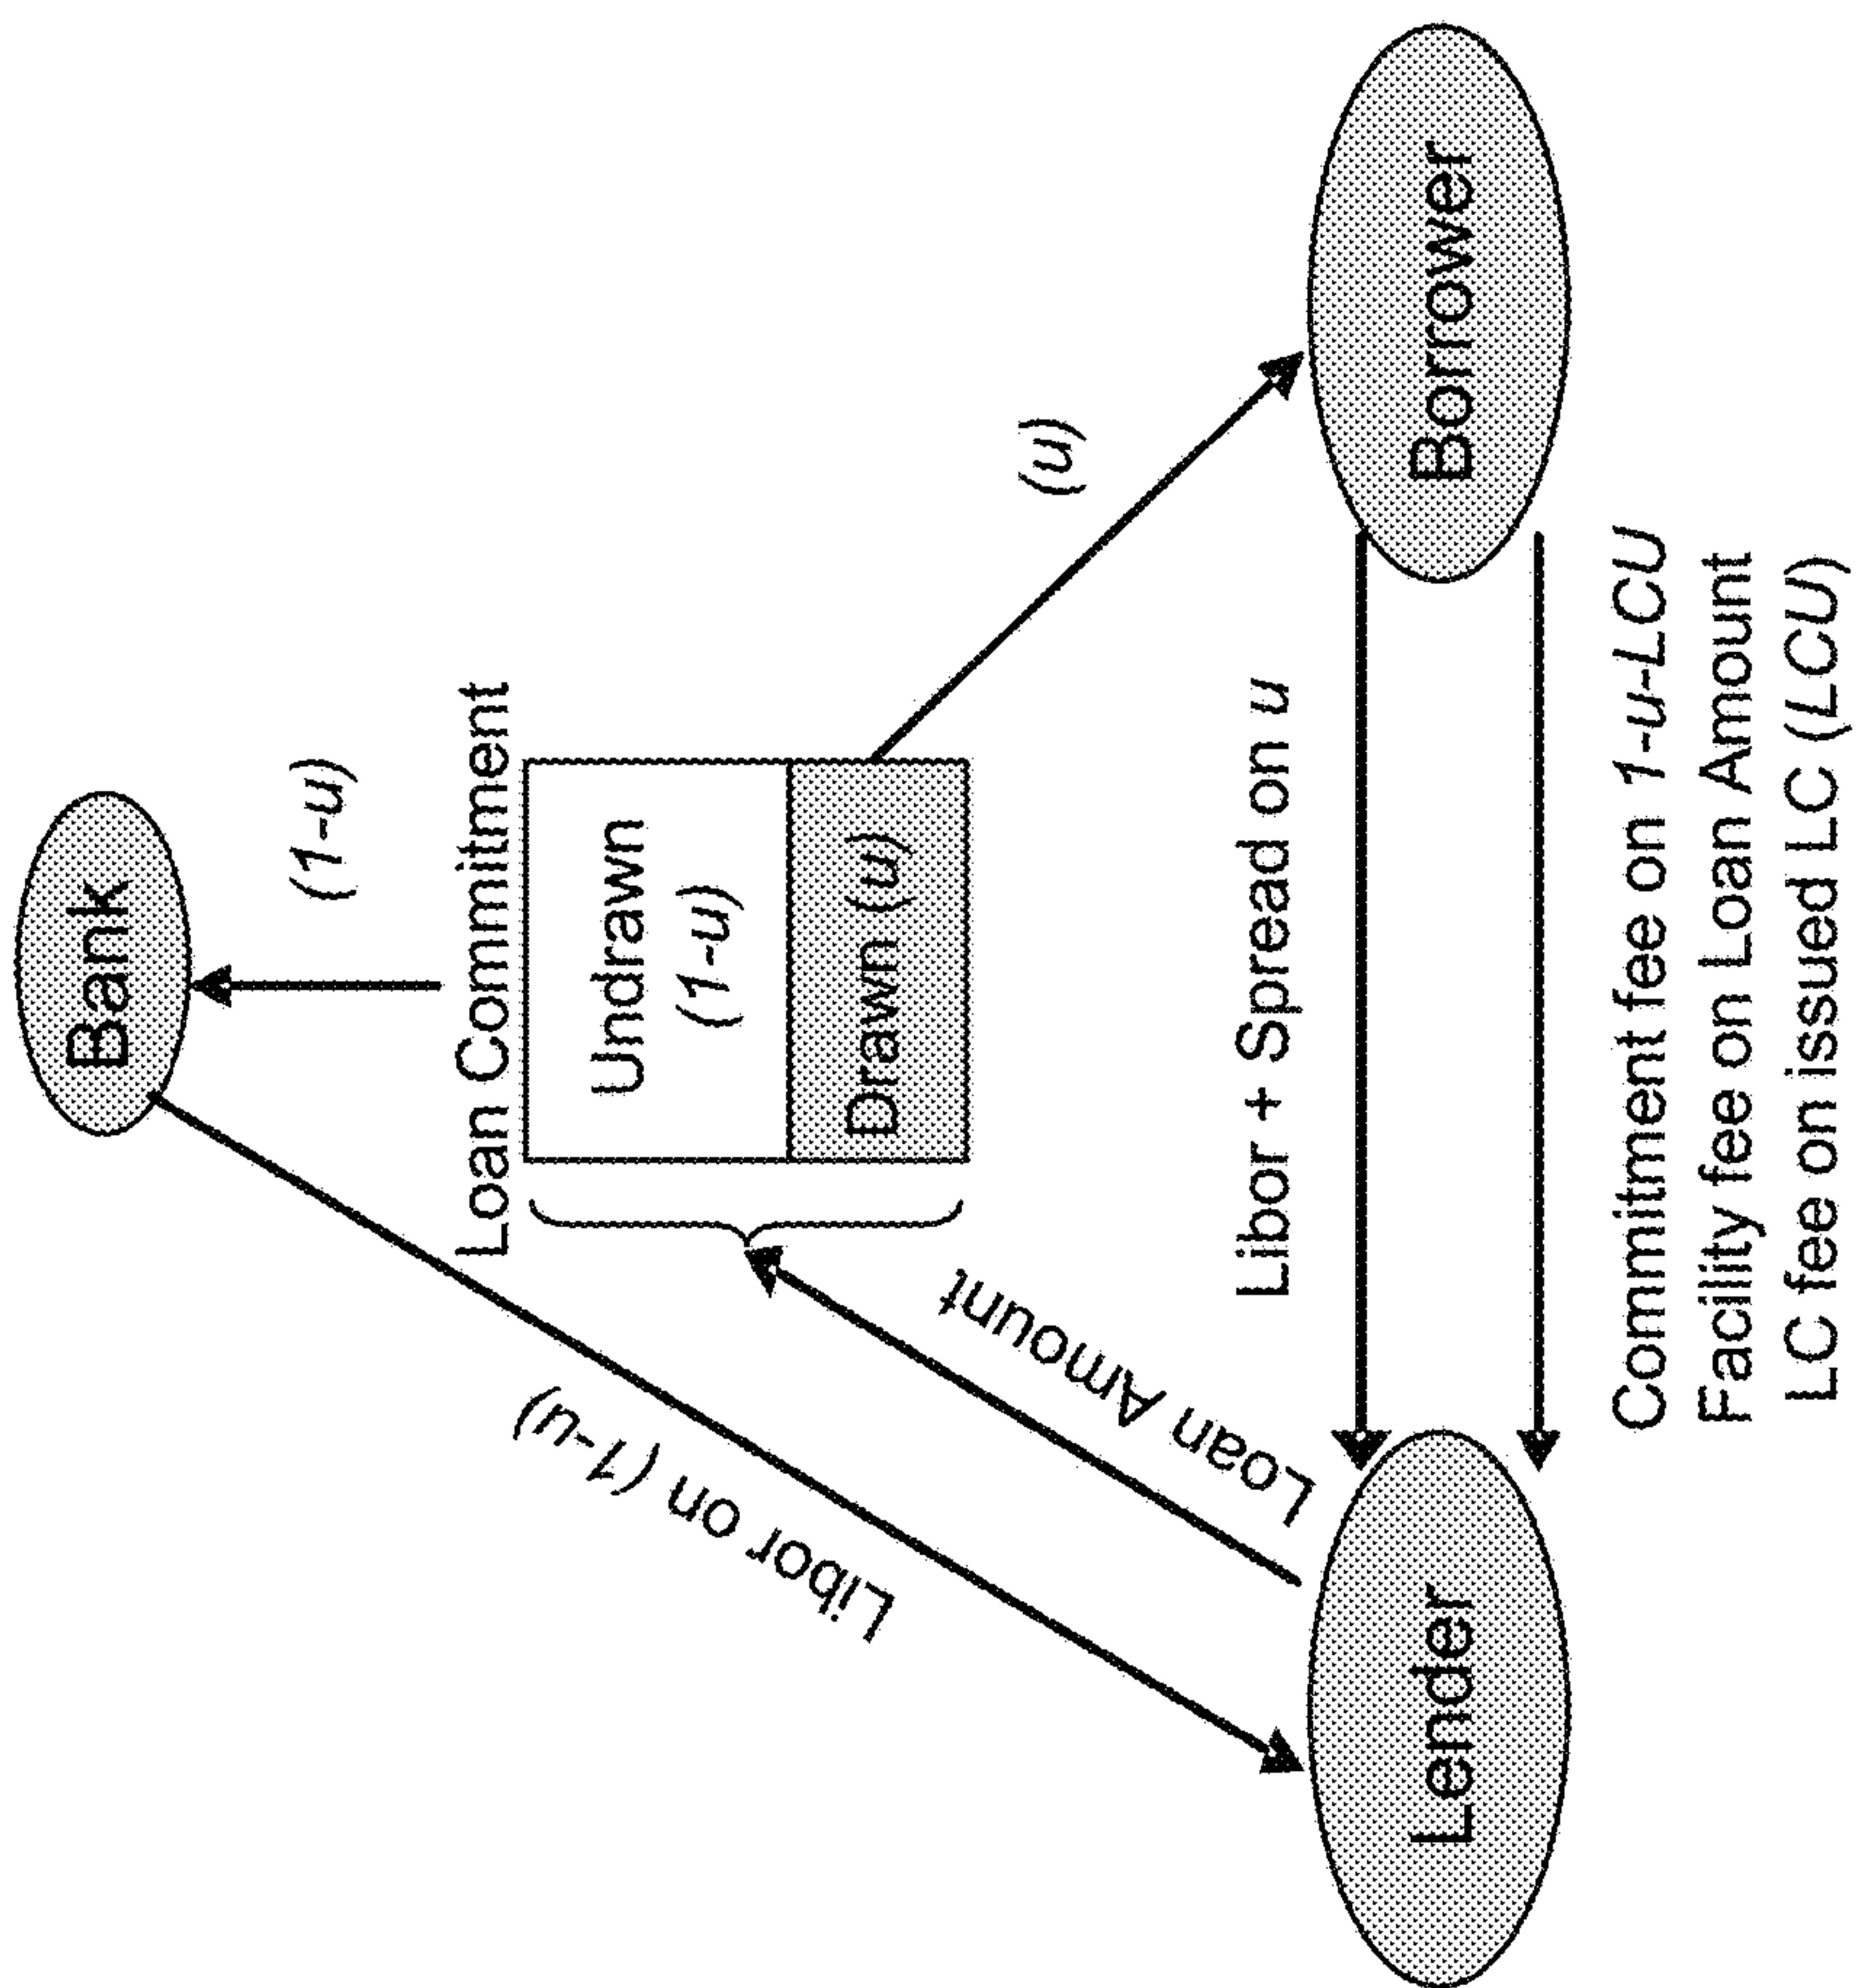 Bank
(1-u)
Loan Commitment
Undrawn
(1-u)
Drawn (u)
Libor on (1-u)
Loan Amount
(u)
Libor + Spread on u
Lender
Borrower
Commitment fee on 1-u-LCU
Facility fee on Loan Amount
LC fee on issued LC (LCU)